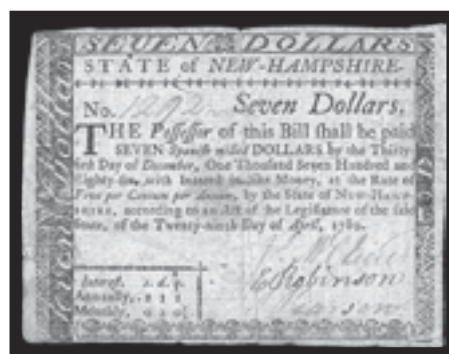 SEVEN DOLLARS
STATE of NEW-HAMPSHIRE.
No. 1292 Seven Dollars.
THE Possessor of this Bill shall be paid
SEVEN Spanish milled DOLLARS by the Thirty-
first Day of December, One Thousand Seven Hundred and
Eighty-six, with Interest in like Money, at the Rate of
Five per Centum per Annum, by the State of NEW-HAMP-
SHIRE, according to an Act of the Legislature of the said
State, of the Twenty-ninth Day of April, 1780.
Interest. s. d. q.
Annually,
Monthly,
E Robinson